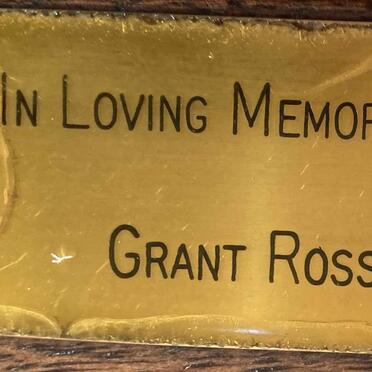 In Loving Memor
Grant Ross